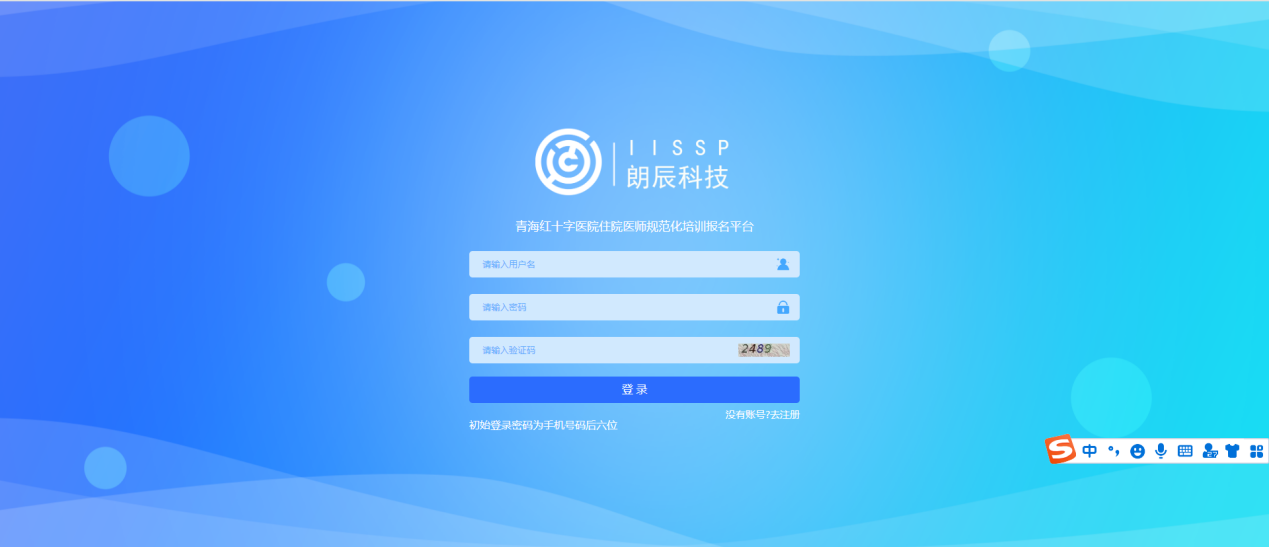 IISSP
朗辰科技
青海红十字医院住院医师规范化培训报名平台
请输入用户名
请输入密码
请输入验证码
2489
登 录
没有账号?去注册
初始登录密码为手机号码后六位
中